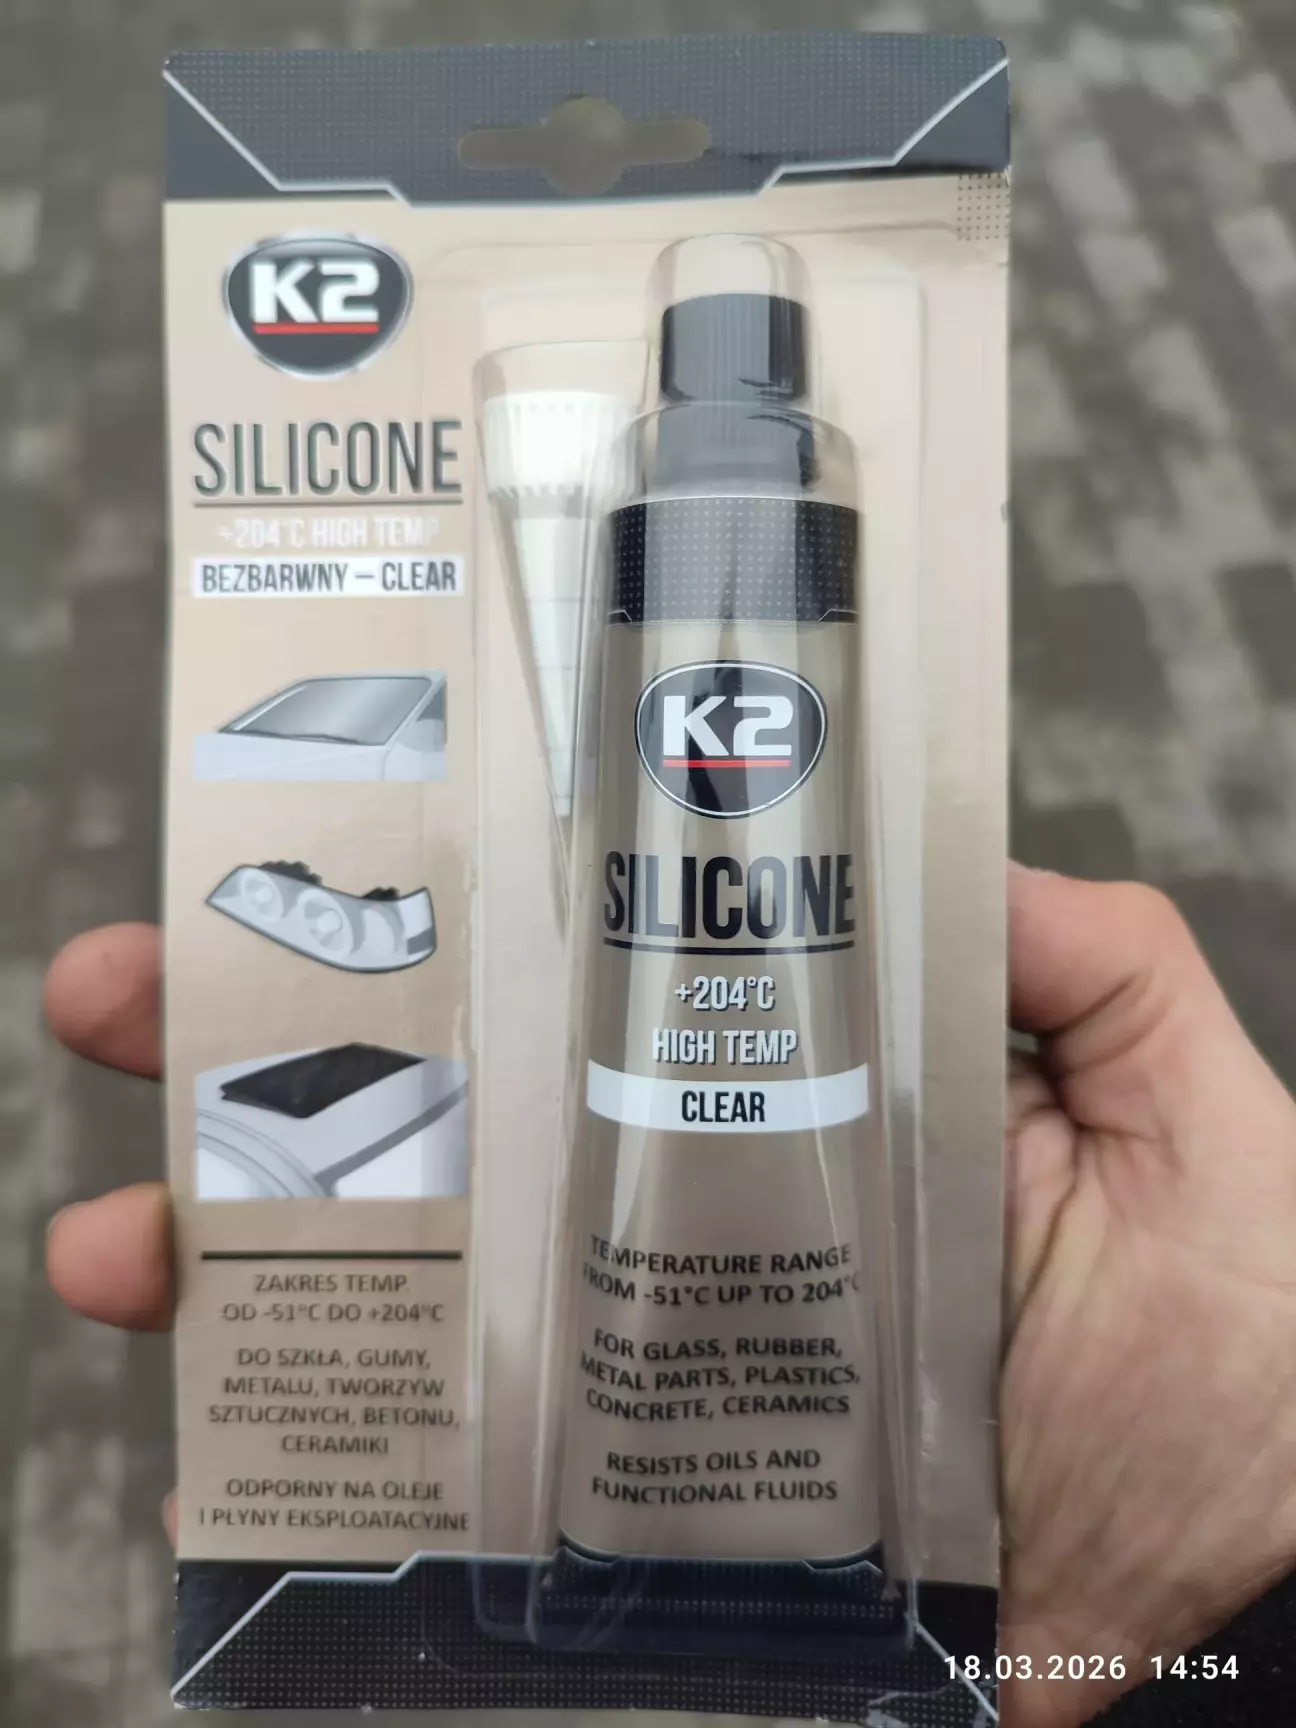 K2
SILICONE
+204°C HIGH TEMP
BEZBARWNY – CLEAR
ZAKRES TEMP.
OD -51°C DO +204°C
DO SZKŁA, GUMY,
METALU, TWORZYW
SZTUCZNYCH, BETONU,
CERAMIKI
ODPORNY NA OLEJE
I PŁYNY EKSPLOATACYJNE
K2
SILICONE
+204°C
HIGH TEMP
CLEAR
TEMPERATURE RANGE
FROM -51°C UP TO 204°C
FOR GLASS, RUBBER,
METAL PARTS, PLASTICS,
CONCRETE, CERAMICS
RESISTS OILS AND
FUNCTIONAL FLUIDS
18.03.2026 14:54